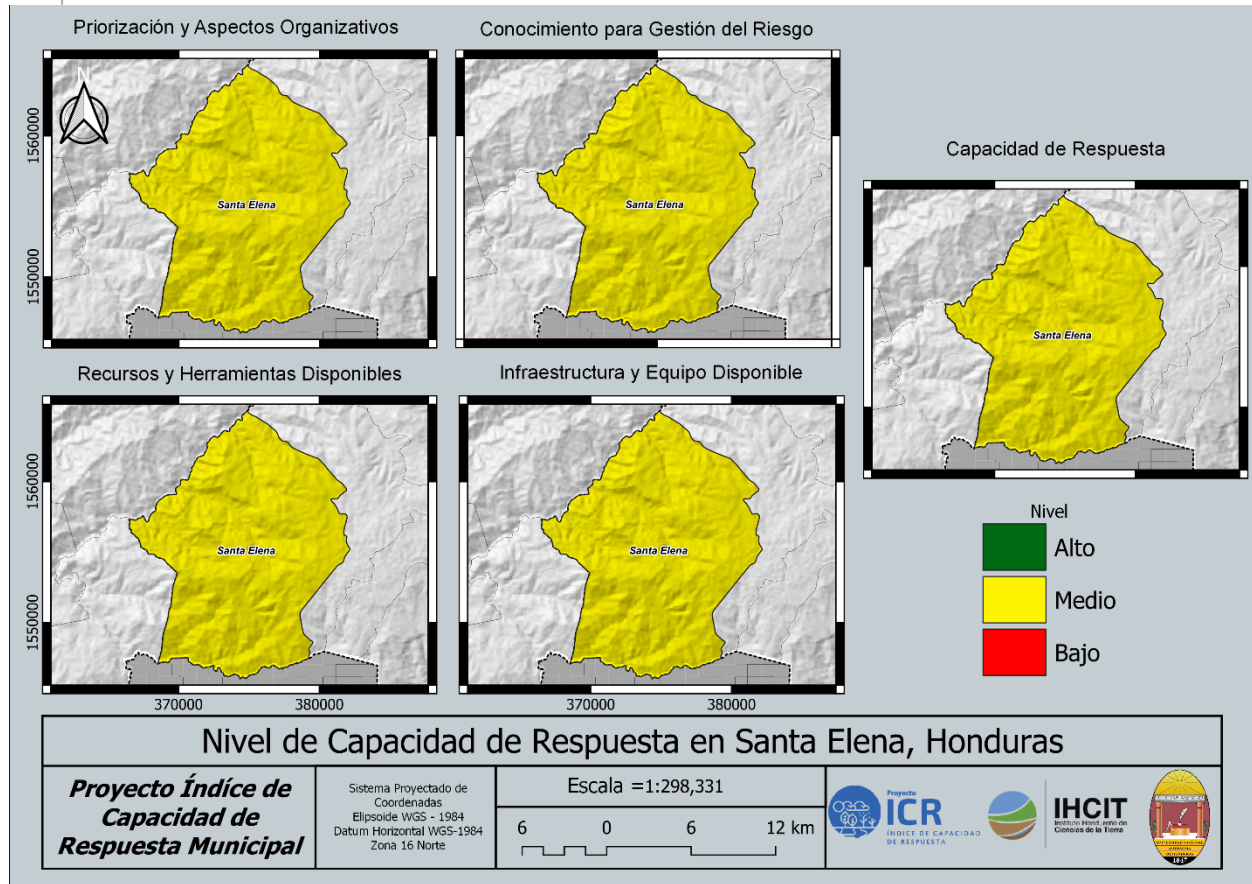 Priorización y Aspectos Organizativos
Conocimiento para Gestión del Riesgo
N
1560000
1550000
Santa Elena
Santa Elena
Capacidad de Respuesta
Santa Elena
Recursos y Herramientas Disponibles
Infraestructura y Equipo Disponible
1560000
1550000
Santa Elena
Santa Elena
370000
380000
370000
380000
Nivel
Alto
Medio
Bajo
Nivel de Capacidad de Respuesta en Santa Elena, Honduras
Proyecto Índíce de
Capacidad de
Respuesta Municipal
Sistema Proyectado de
Coordenadas
Elipsoide WGS - 1984
Datum Horizontal WGS-1984
Zona 16 Norte
Escala =1:298,331
6 0 6 12 km
Proyecto
ICR
ÍNDICE DE CAPACIDAD
DE RESPUESTA
IHCIT
Instituto Hondureño de
Ciencias de la Tierra
1847